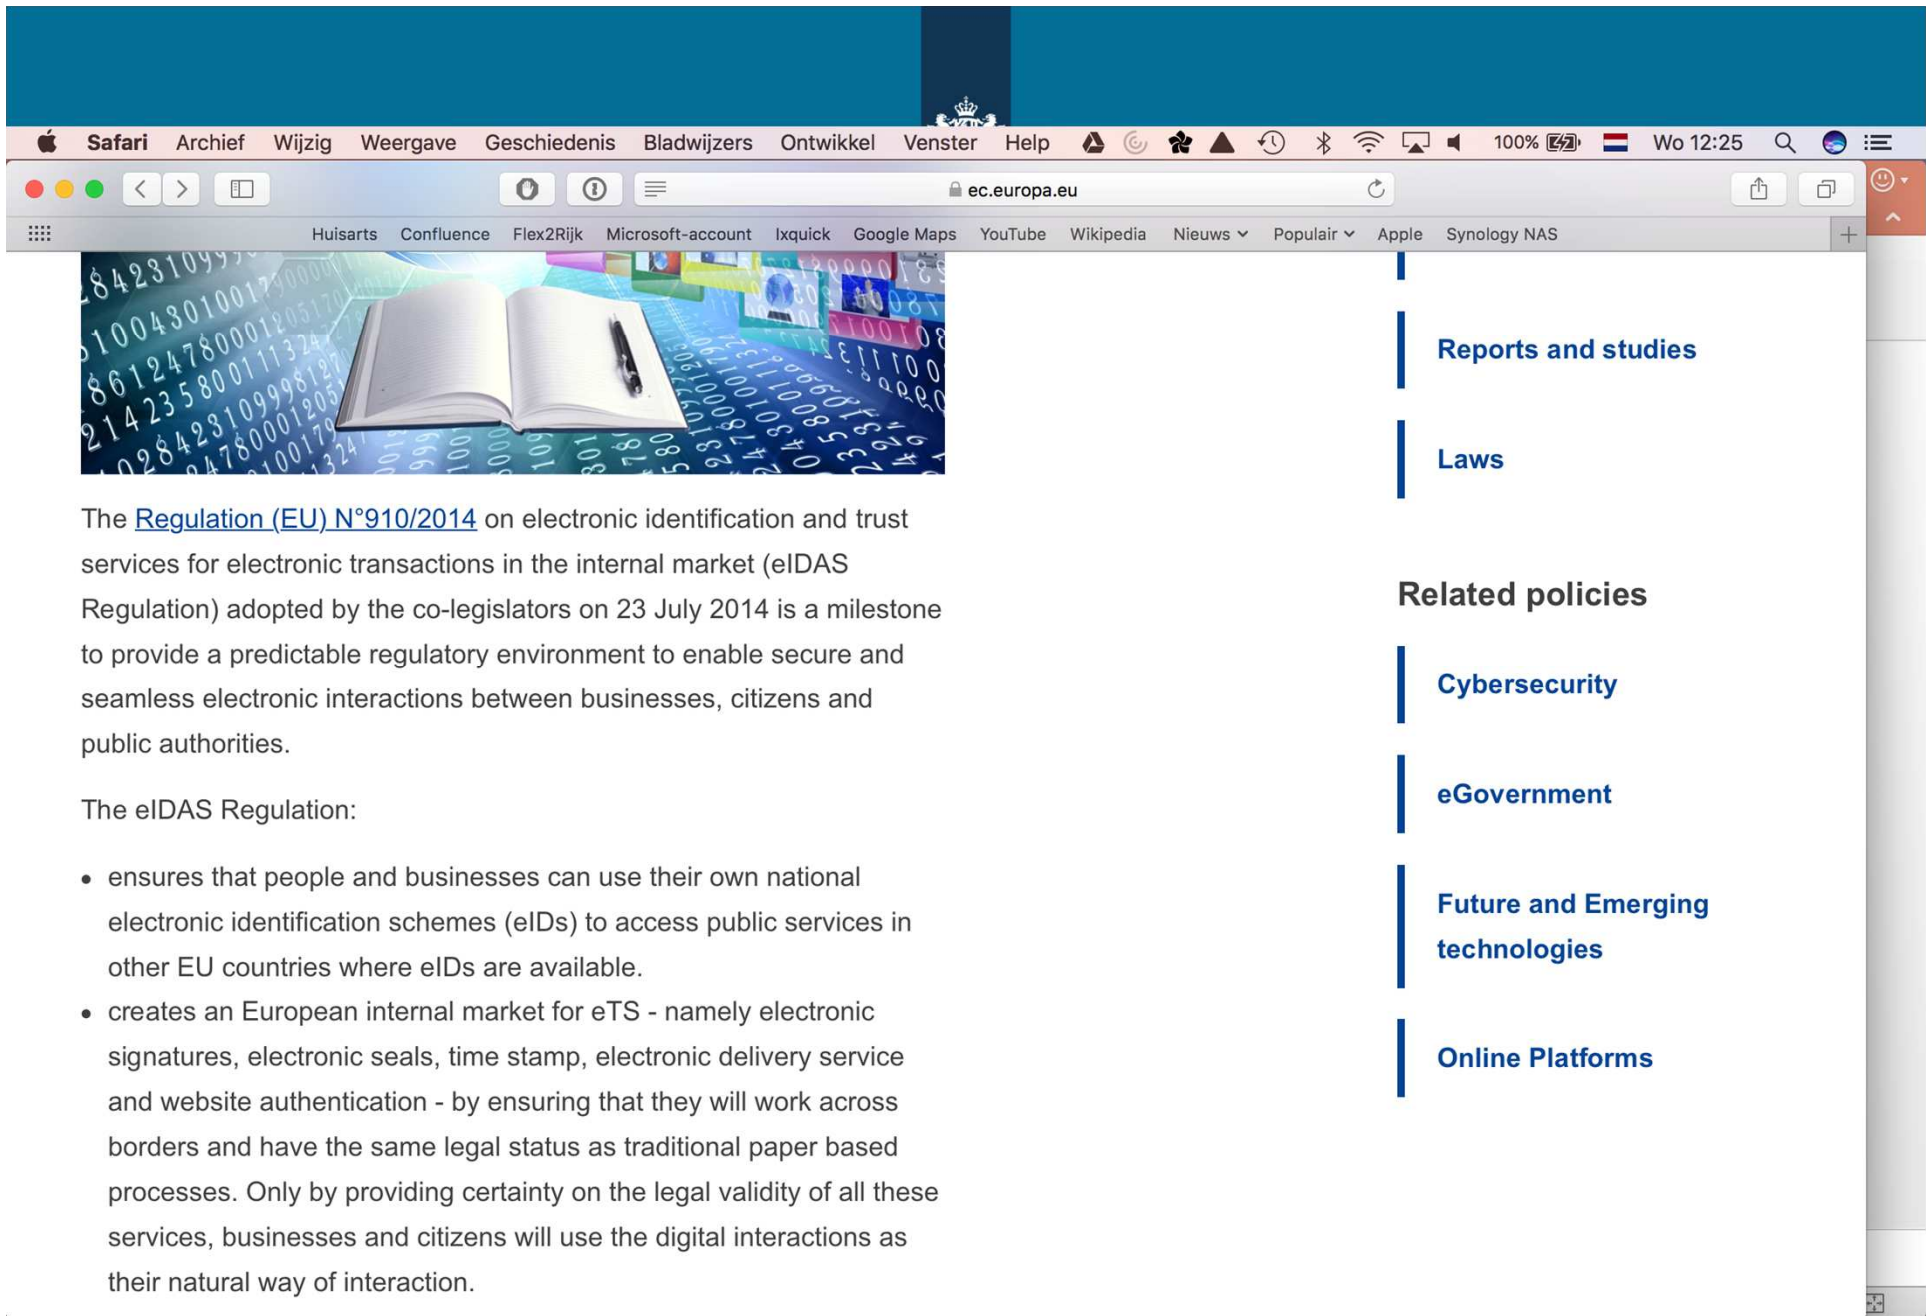 Safari Archief Wijzig Weergave Geschiedenis Bladwijzers Ontwikkel Venster Help 100% Wo 12:25
ec.europa.eu
Huisarts Confluence Flex2Rijk Microsoft-account Ixquick Google Maps YouTube Wikipedia Nieuws Populair Apple Synology NAS
The Regulation (EU) N°910/2014 on electronic identification and trust
services for electronic transactions in the internal market (eIDAS
Regulation) adopted by the co-legislators on 23 July 2014 is a milestone
to provide a predictable regulatory environment to enable secure and
seamless electronic interactions between businesses, citizens and
public authorities.
The eIDAS Regulation:
• ensures that people and businesses can use their own national
electronic identification schemes (eIDs) to access public services in
other EU countries where eIDs are available.
• creates an European internal market for eTS - namely electronic
signatures, electronic seals, time stamp, electronic delivery service
and website authentication - by ensuring that they will work across
borders and have the same legal status as traditional paper based
processes. Only by providing certainty on the legal validity of all these
services, businesses and citizens will use the digital interactions as
their natural way of interaction.
Reports and studies
Laws
Related policies
Cybersecurity
eGovernment
Future and Emerging
technologies
Online Platforms